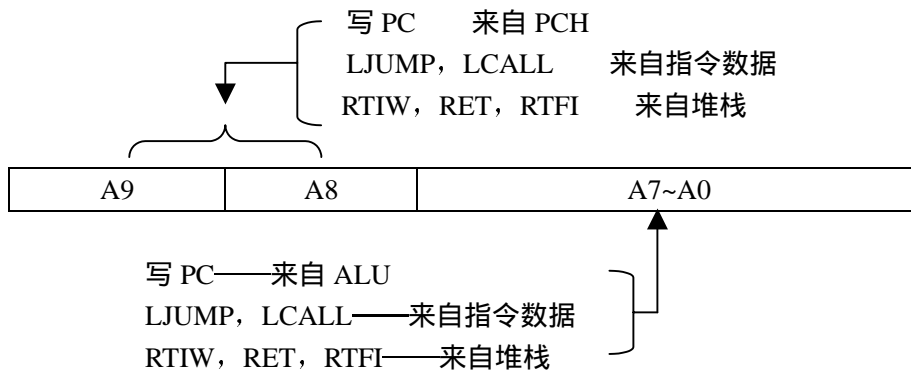 写 PC 来自 PCH
LJUMP，LCALL 来自指令数据
RTIW，RET，RTFI 来自堆栈
A9 A8 A7~A0
写 PC——来自 ALU
LJUMP，LCALL——来自指令数据
RTIW，RET，RTFI——来自堆栈